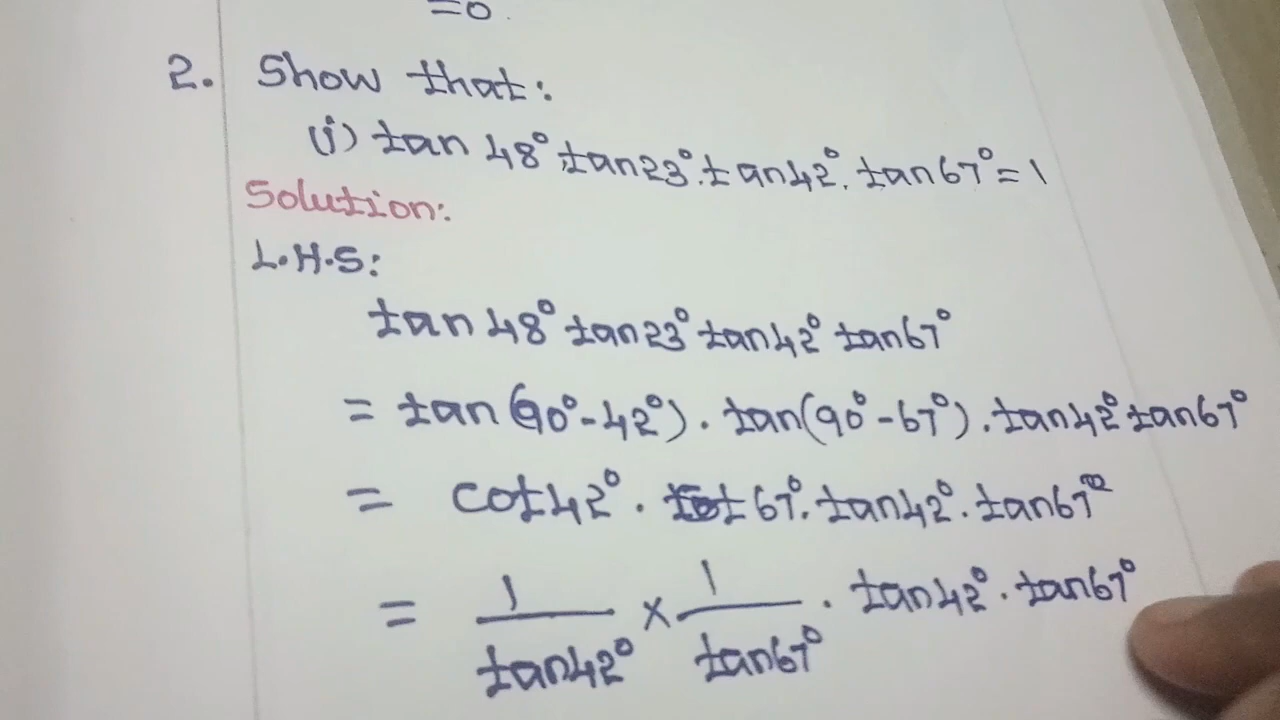 =0.
2. Show that:
(i) tan 48° . tan 23° . tan 42° . tan 67° = 1
Solution:
L.H.S:
tan 48° tan 23° tan 42° tan 67°
= tan (90° - 42°) . tan (90° - 67°) . tan 42° tan 67°
= cot 42° . cot 67° . tan 42° . tan 67°
= 1/tan 42° × 1/tan 67° . tan 42° . tan 67°